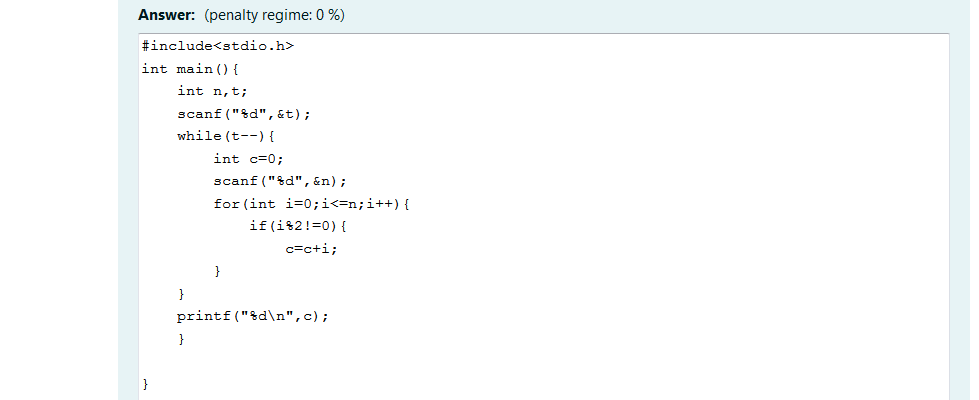 Answer: (penalty regime: 0 %)
#include<stdio.h>
int main(){
    int n,t;
    scanf("%d",&t);
    while(t--){
        int c=0;
        scanf("%d",&n);
        for(int i=0;i<=n;i++){
            if(i%2!=0){
                c=c+i;
        }
    }
    printf("%d\n",c);
    }
}